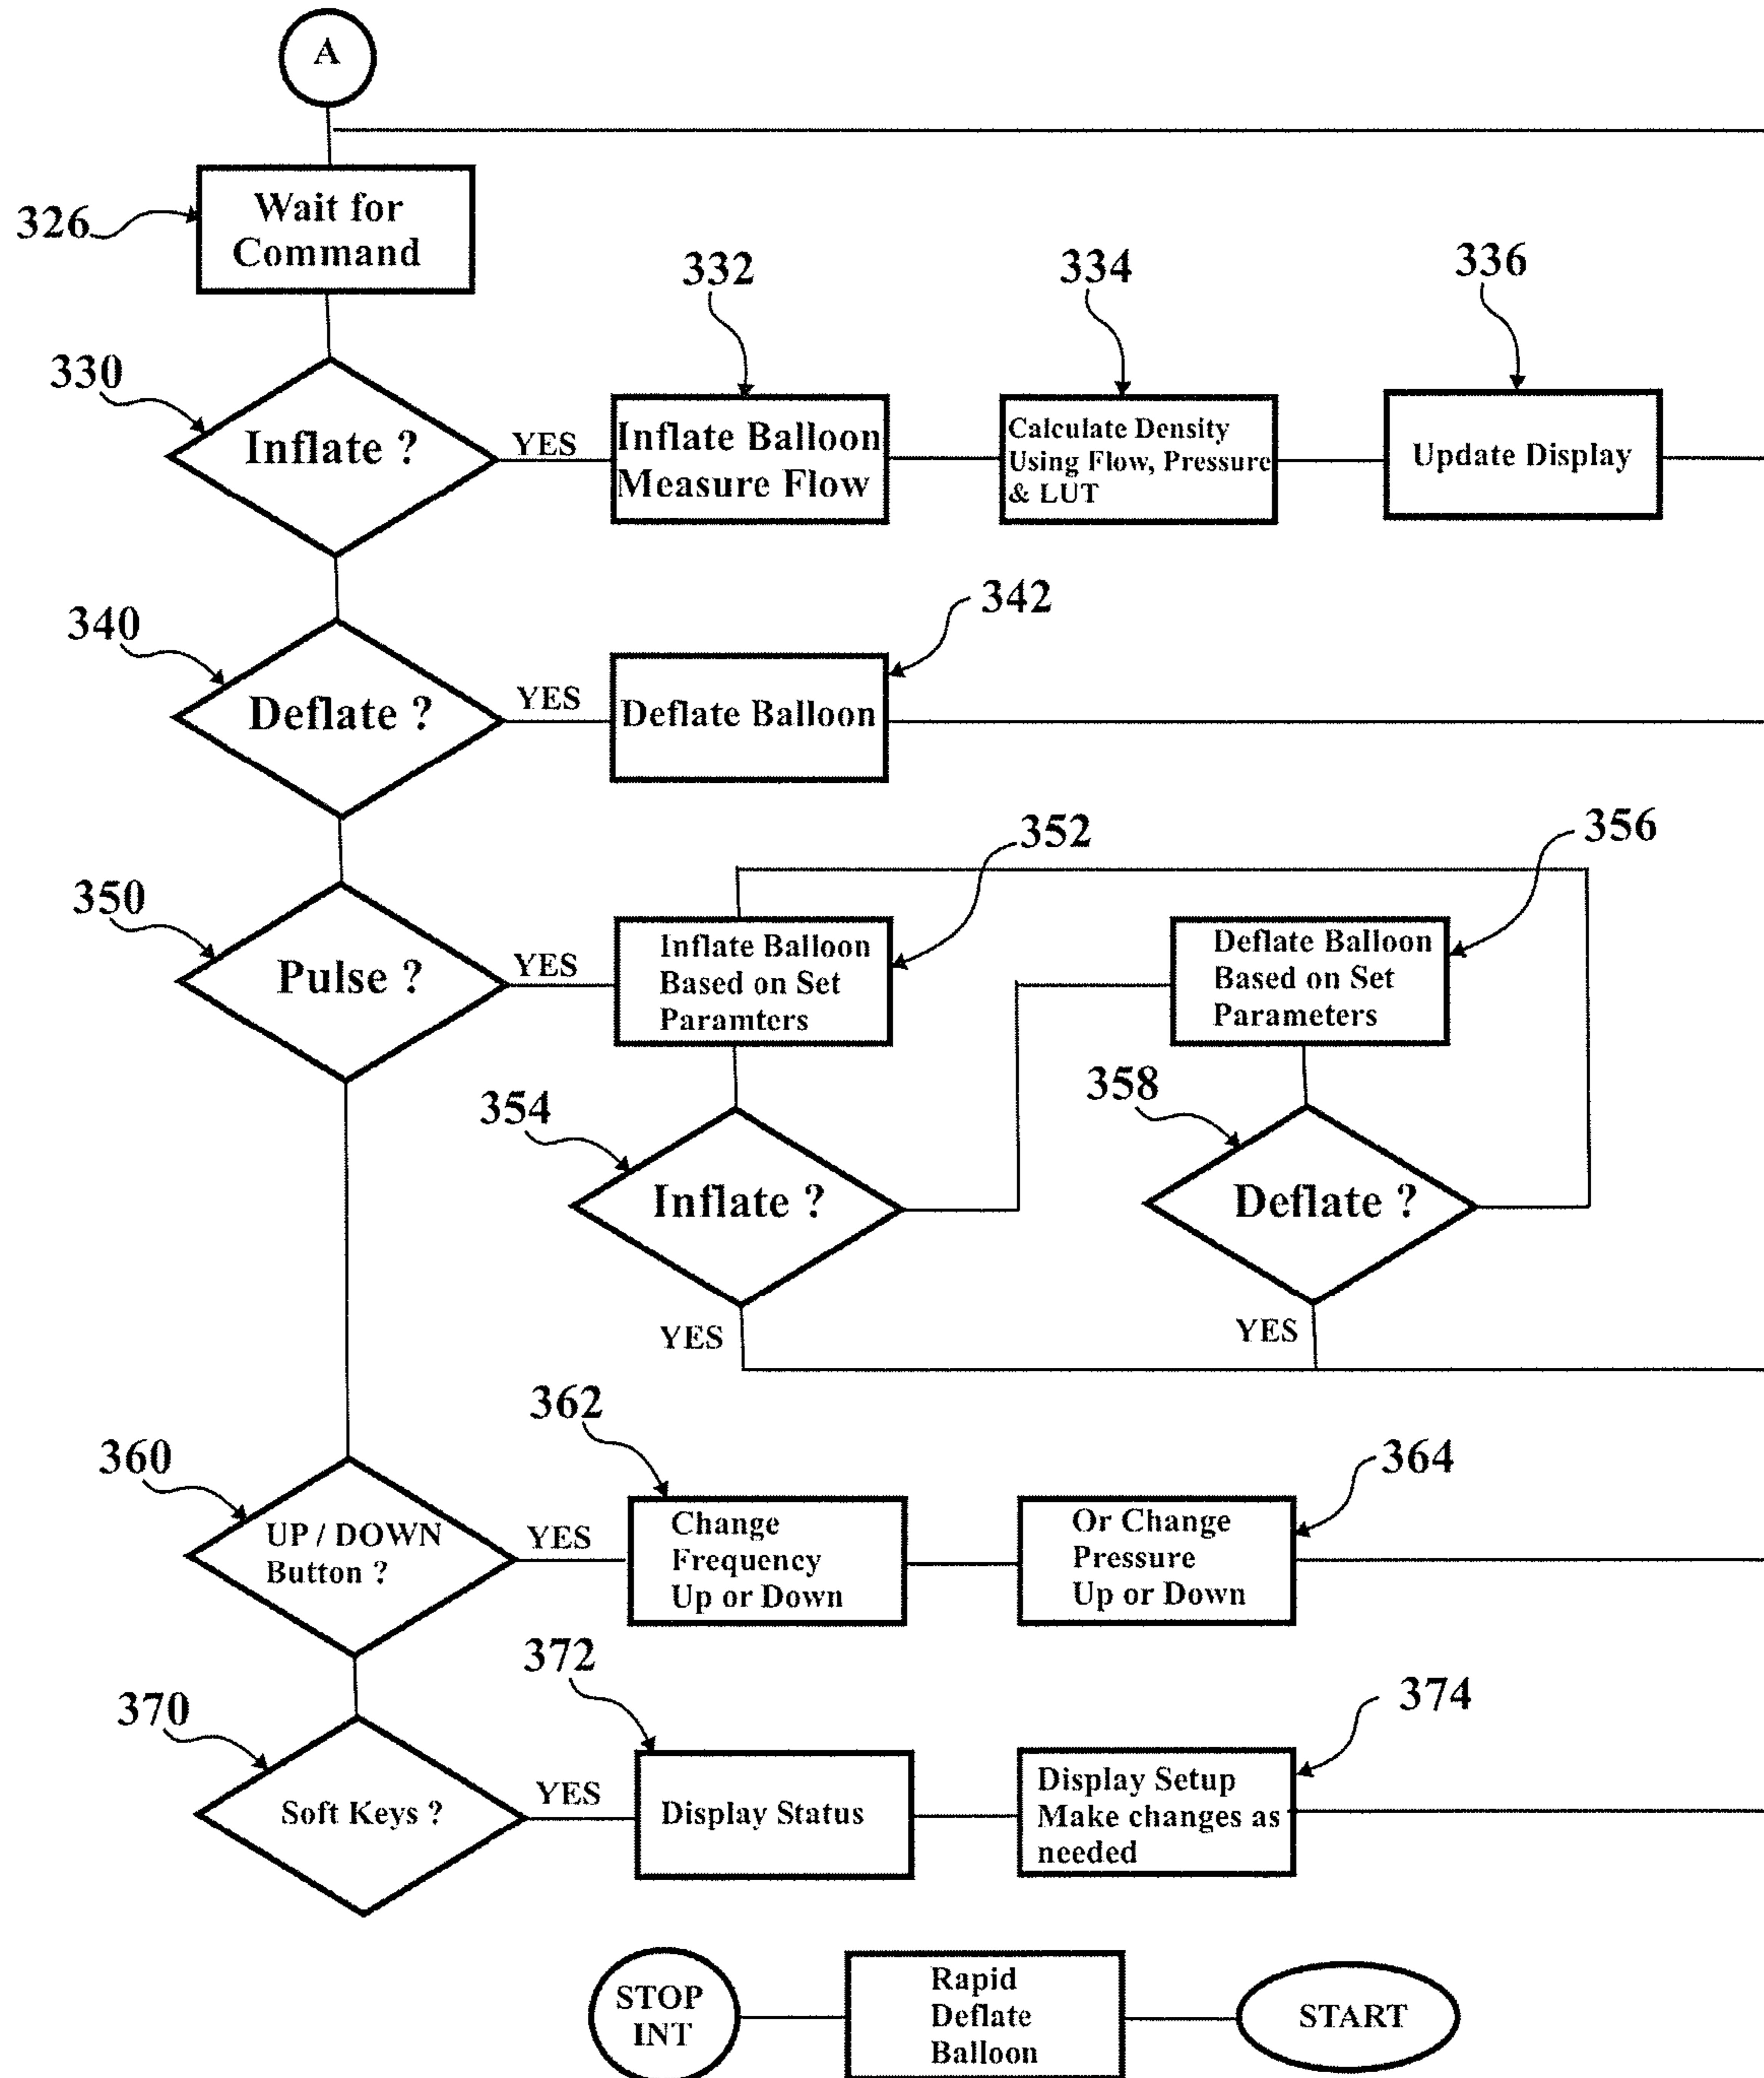 A
326
Wait for
Command
332
334
336
330
Inflate ?
YES
Inflate Balloon
Measure Flow
Calculate Density
Using Flow, Pressure
& LUT
Update Display
340
342
Deflate ?
YES
Deflate Balloon
350
352
356
Pulse ?
YES
Inflate Balloon
Based on Set
Paramters
Deflate Balloon
Based on Set
Parameters
354
358
Inflate ?
Deflate ?
YES
YES
360
362
364
UP / DOWN
Button ?
YES
Change
Frequency
Up or Down
Or Change
Pressure
Up or Down
370
372
374
Soft Keys ?
YES
Display Status
Display Setup
Make changes as
needed
STOP
INT
Rapid
Deflate
Balloon
START